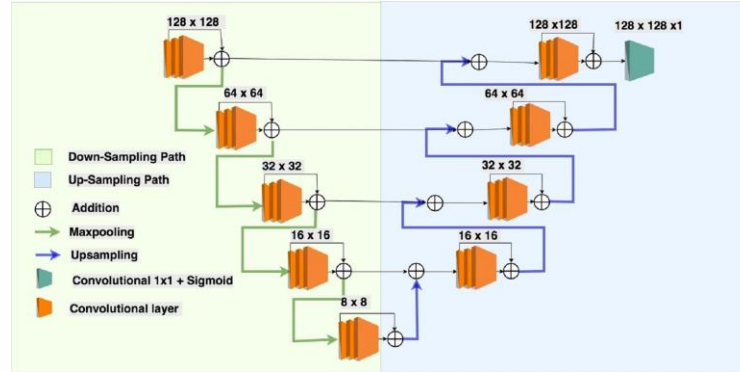 128 x 128
128 x128
128 x 128 x1
64 x 64
64 x 64
32 x 32
32 x 32
16 x 16
16 x 16
8 x 8
Down-Sampling Path
Up-Sampling Path
Addition
Maxpooling
Upsampling
Convolutional 1x1 + Sigmoid
Convolutional layer